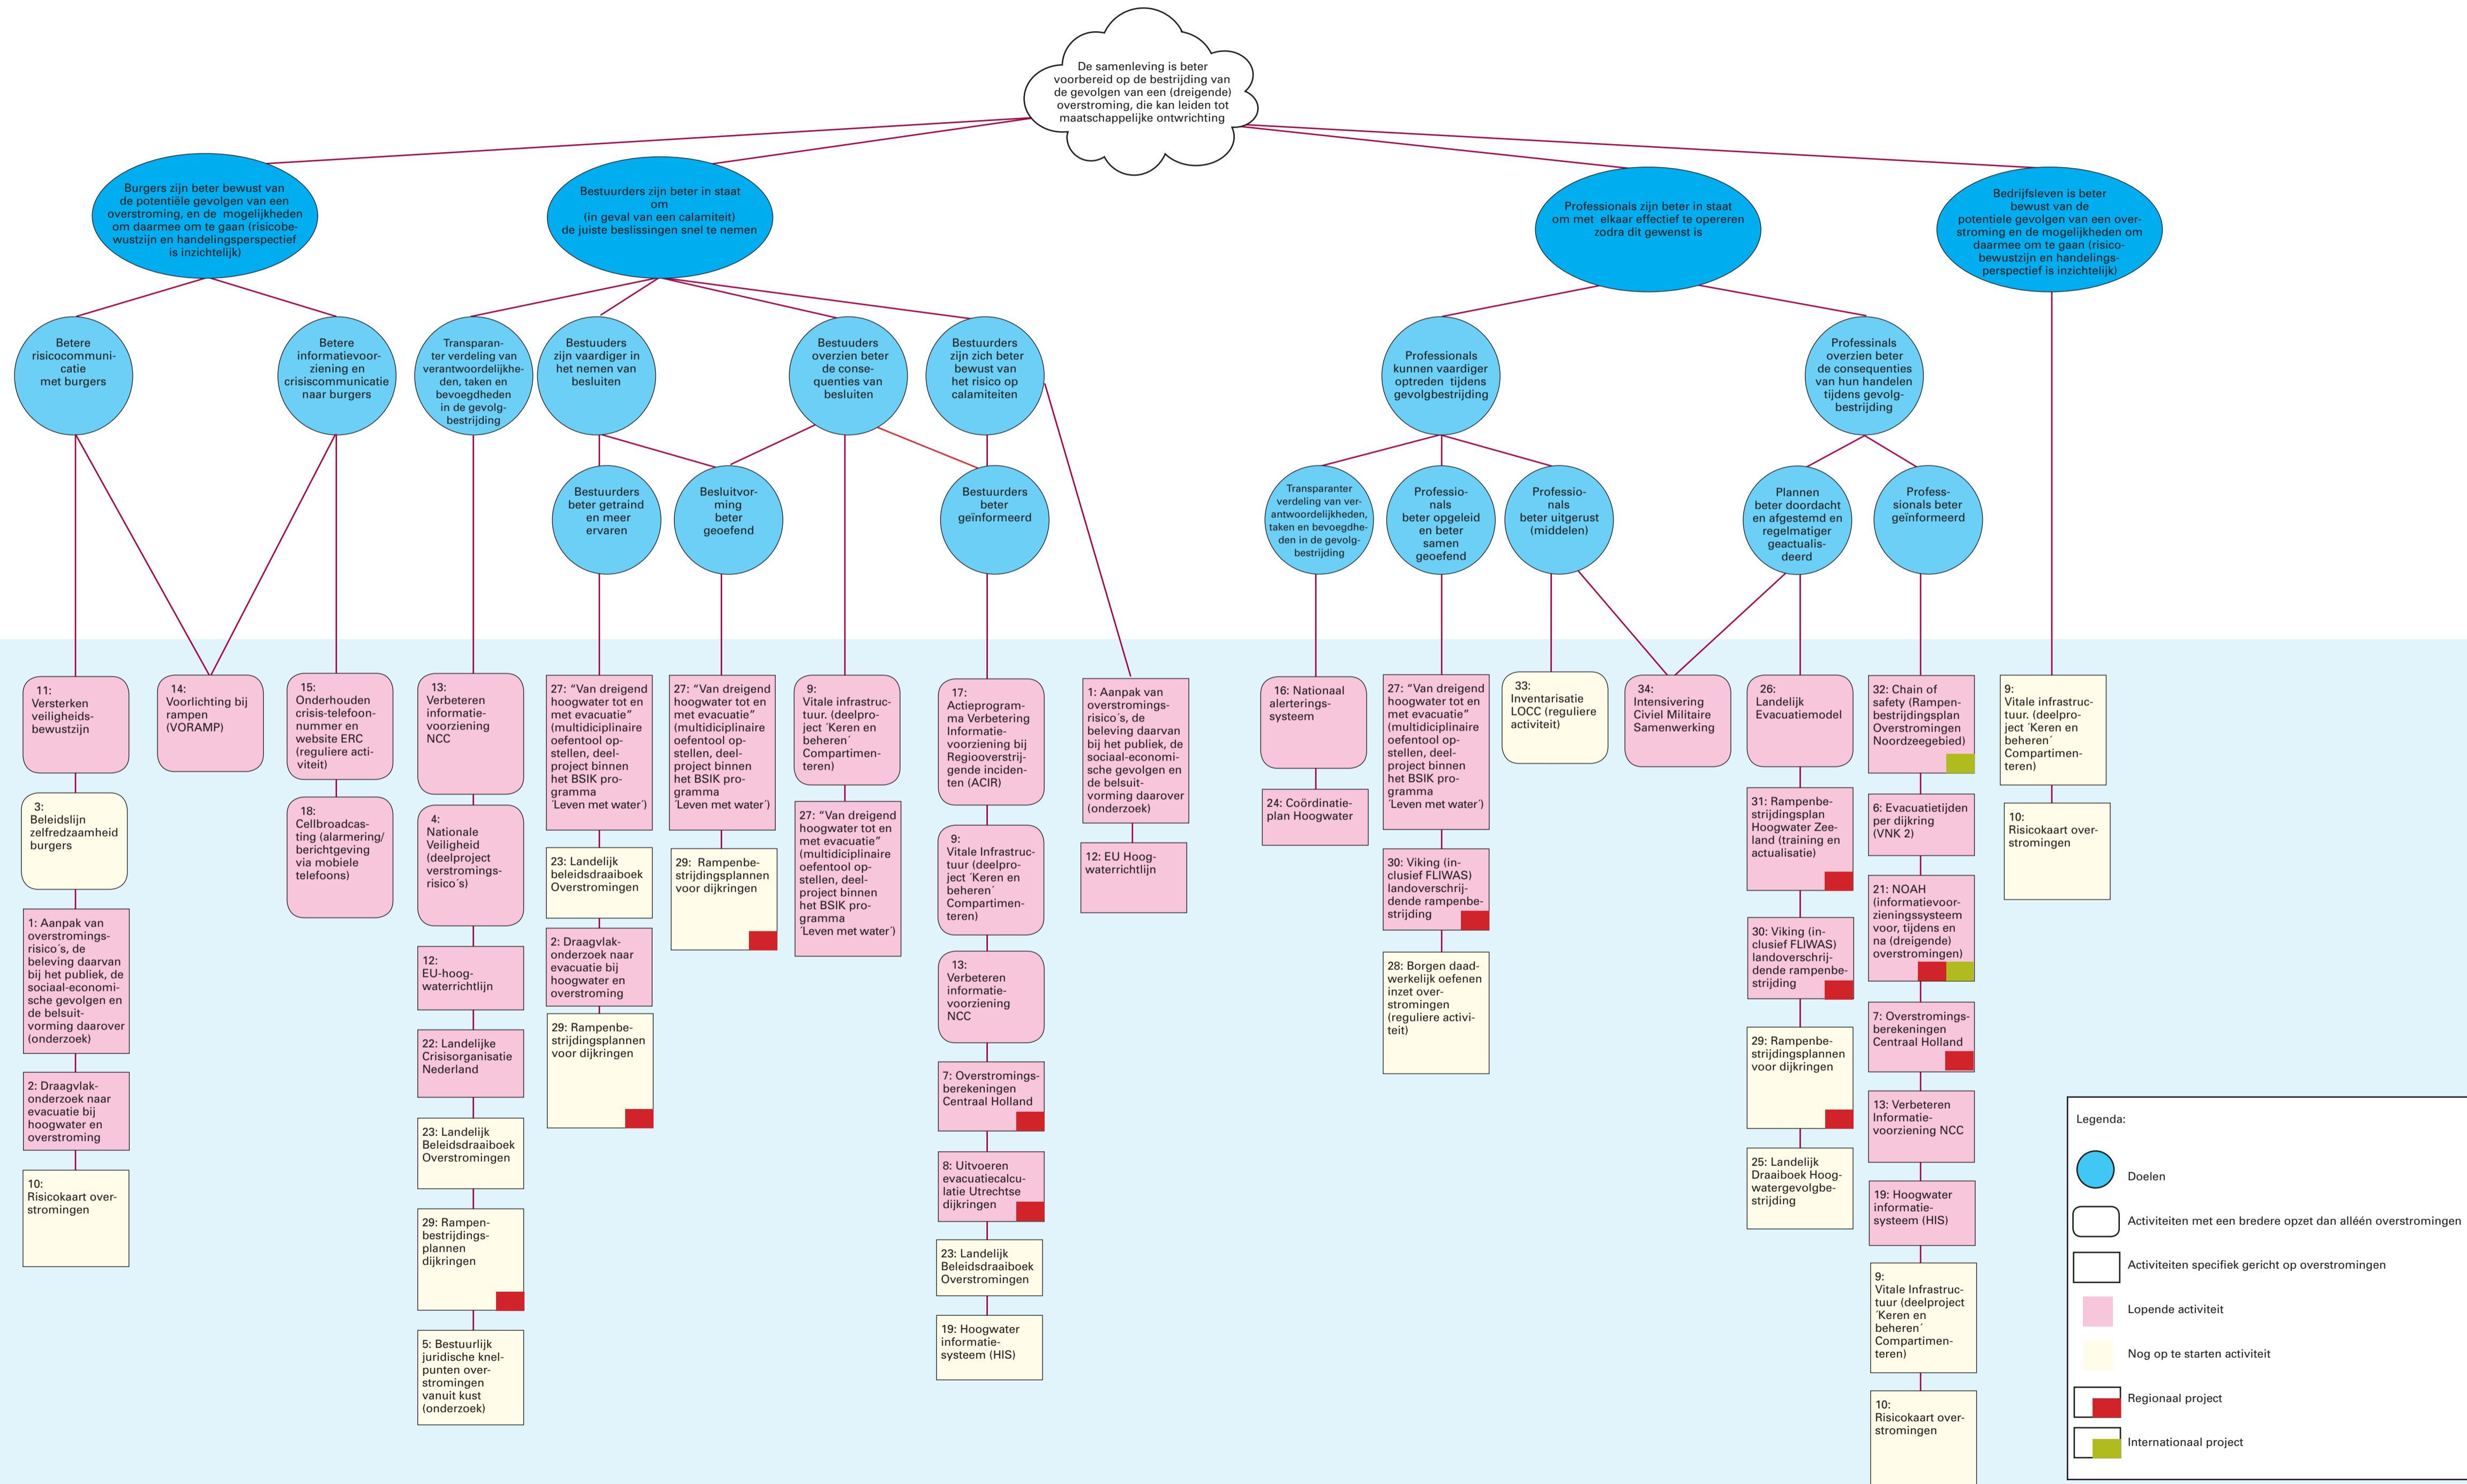 De samenleving is beter
voorbereid op de bestrijding van
de gevolgen van een (dreigende)
overstroming, die kan leiden tot
maatschappelijke ontwrichting
Burgers zijn beter bewust van
de potentiële gevolgen van een
overstroming, en de mogelijkheden
om daarmee om te gaan (risicobe-
wustzijn en handelingsperspectief
is inzichtelijk)
Bestuurders zijn beter in staat
om
(in geval van een calamiteit)
de juiste beslissingen snel te nemen
Professionals zijn beter in staat
om met elkaar effectief te opereren
zodra dit gewenst is
Bedrijfsleven is beter
bewust van de
potentiele gevolgen van een over-
stroming en de mogelijkheden om
daarmee om te gaan (risico-
bewustzijn en handelings-
perspectief is inzichtelijk)
Betere
risicocommuni-
catie
met burgers
Betere
informatievoor-
ziening en
crisiscommunicatie
naar burgers
Transparan-
ter verdeling van
verantwoordelijkhe-
den, taken en
bevoegdheden
in de gevolg-
bestrijding
Bestuuders
zijn vaardiger in
het nemen van
besluiten
Bestuuders
overzien beter
de conse-
quenties van
besluiten
Bestuurders
zijn zich beter
bewust van
het risico op
calamiteiten
Professionals
kunnen vaardiger
optreden tijdens
gevolgbestrijding
Professinals
overzien beter
de consequenties
van hun handelen
tijdens gevolg-
bestrijding
Bestuurders
beter getraind
en meer
ervaren
Besluitvor-
ming
beter
geoefend
Bestuurders
beter
geïnformeerd
Transparanter
verdeling van ver-
antwoordelijkheden,
taken en bevoegdhe-
den in de gevolg-
bestrijding
Professio-
nals
beter opgeleid
en beter
samen
geoefend
Professio-
nals
beter uitgerust
(middelen)
Plannen
beter doordacht
en afgestemd en
regelmatiger
geactualis-
deerd
Profess-
sionals beter
geïnformeerd
11:
Versterken
veiligheids-
bewustzijn
3:
Beleidslijn
zelfredzaamheid
burgers
1: Aanpak van
overstromings-
risico´s, de
beleving daarvan
bij het publiek, de
sociaal-economi-
sche gevolgen en
de belsuit-
vorming daarover
(onderzoek)
2: Draagvlak-
onderzoek naar
evacuatie bij
hoogwater en
overstroming
10:
Risicokaart over-
stromingen
14:
Voorlichting bij
rampen
(VORAMP)
15:
Onderhouden
crisis-telefoon-
nummer en
website ERC
(reguliere acti-
viteit)
18:
Cellbroadcas-
ting (alarmering/
berichtgeving
via mobiele
telefoons)
13:
Verbeteren
informatie-
voorziening
NCC
4:
Nationale
Veiligheid
(deelproject
verstromings-
risico´s)
12:
EU-hoog-
waterrichtlijn
22: Landelijke
Crisisorganisatie
Nederland
23: Landelijk
Beleidsdraaiboek
Overstromingen
29: Rampen-
bestrijdings-
plannen
dijkringen
5: Bestuurlijk
juridische knel-
punten over-
stromingen
vanuit kust
(onderzoek)
27: “Van dreigend
hoogwater tot en
met evacuatie”
(multidiciplinaire
oefentool op-
stellen, deel-
project binnen
het BSIK pro-
gramma
´Leven met water´)
23: Landelijk
beleidsdraaiboek
Overstromingen
2: Draagvlak-
onderzoek naar
evacuatie bij
hoogwater en
overstroming
29: Rampenbe-
strijdingsplannen
voor dijkringen
27: “Van dreigend
hoogwater tot en
met evacuatie”
(multidiciplinaire
oefentool op-
stellen, deel-
project binnen
het BSIK pro-
gramma
´Leven met water´)
29: Rampenbe-
strijdingsplannen
voor dijkringen
9:
Vitale infrastruc-
tuur. (deelpro-
ject ´Keren en
beheren´
Compartimen-
teren)
27: “Van dreigend
hoogwater tot en
met evacuatie”
(multidiciplinaire
oefentool op-
stellen, deel-
project binnen
het BSIK pro-
gramma
´Leven met water´)
17:
Actieprogram-
ma Verbetering
Informatie-
voorziening bij
Regiooverstrij-
gende inciden-
ten (ACIR)
9:
Vitale Infrastruc-
tuur (deelpro-
ject ´Keren en
beheren´
Compartimen-
teren)
13:
Verbeteren
informatie-
voorziening
NCC
7: Overstromings-
berekeningen
Centraal Holland
8: Uitvoeren
evacuatiecalcu-
latie Utrechtse
dijkringen
23: Landelijk
Beleidsdraaiboek
Overstromingen
19: Hoogwater
informatie-
systeem (HIS)
1: Aanpak van
overstromings-
risico´s, de
beleving daarvan
bij het publiek, de
sociaal-economi-
sche gevolgen en
de belsuit-
vorming daarover
(onderzoek)
12: EU Hoog-
waterrichtlijn
16: Nationaal
alerterings-
systeem
24: Coördinatie-
plan Hoogwater
27: “Van dreigend
hoogwater tot en
met evacuatie”
(multidiciplinaire
oefentool op-
stellen, deel-
project binnen
het BSIK pro-
gramma
´Leven met water´)
30: Viking (in-
clusief FLIWAS)
landoverschrij-
dende rampenbe-
strijding
28: Borgen daad-
werkelijk oefenen
inzet over-
stromingen
(reguliere activi-
teit)
33:
Inventarisatie
LOCC (reguliere
activiteit)
34:
Intensivering
Civiel Militaire
Samenwerking
26:
Landelijk
Evacuatiemodel
31: Rampenbe-
strijdingsplan
Hoogwater Zee-
land (training en
actualisatie)
30: Viking (in-
clusief FLIWAS)
landoverschrij-
dende rampenbe-
strijding
29: Rampenbe-
strijdingsplannen
voor dijkringen
25: Landelijk
Draaiboek Hoog-
watergevolgbe-
strijding
32: Chain of
safety (Rampen-
bestrijdingsplan
Overstromingen
Noordzeegebied)
6: Evacuatietijden
per dijkring
(VNK 2)
21: NOAH
(informatievoor-
zieningssysteem
voor, tijdens en
na (dreigende)
overstromingen)
7: Overstromings-
berekeningen
Centraal Holland
13: Verbeteren
Informatie-
voorziening NCC
19: Hoogwater
informatie-
systeem (HIS)
9:
Vitale Infrastruc-
tuur (deelproject
´Keren en
beheren´
Compartimen-
teren)
10:
Risicokaart over-
stromingen
9:
Vitale infrastruc-
tuur. (deelpro-
ject ´Keren en
beheren´
Compartimen-
teren)
10:
Risicokaart over-
stromingen
Legenda:
Doelen
Activiteiten met een bredere opzet dan alléén overstromingen
Activiteiten specifiek gericht op overstromingen
Lopende activiteit
Nog op te starten activiteit
Regionaal project
Internationaal project